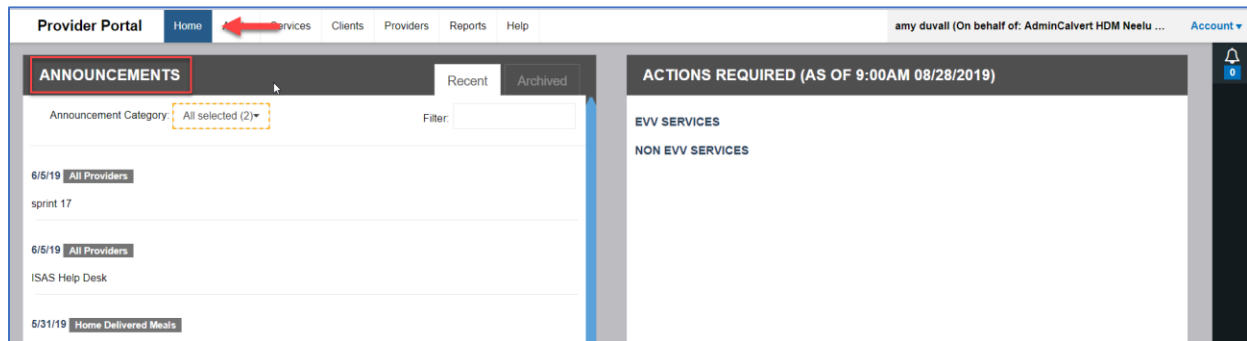 Provider Portal Home Services Clients Providers Reports Help amy duvall (On behalf of: AdminCalvert HDM Neelu ... Account
ANNOUNCEMENTS Recent Archived
Announcement Category: All selected (2) Filter:
6/5/19 All Providers
sprint 17
6/5/19 All Providers
ISAS Help Desk
5/31/19 Home Delivered Meals
ACTIONS REQUIRED (AS OF 9:00AM 08/28/2019)
EVV SERVICES
NON EVV SERVICES
0